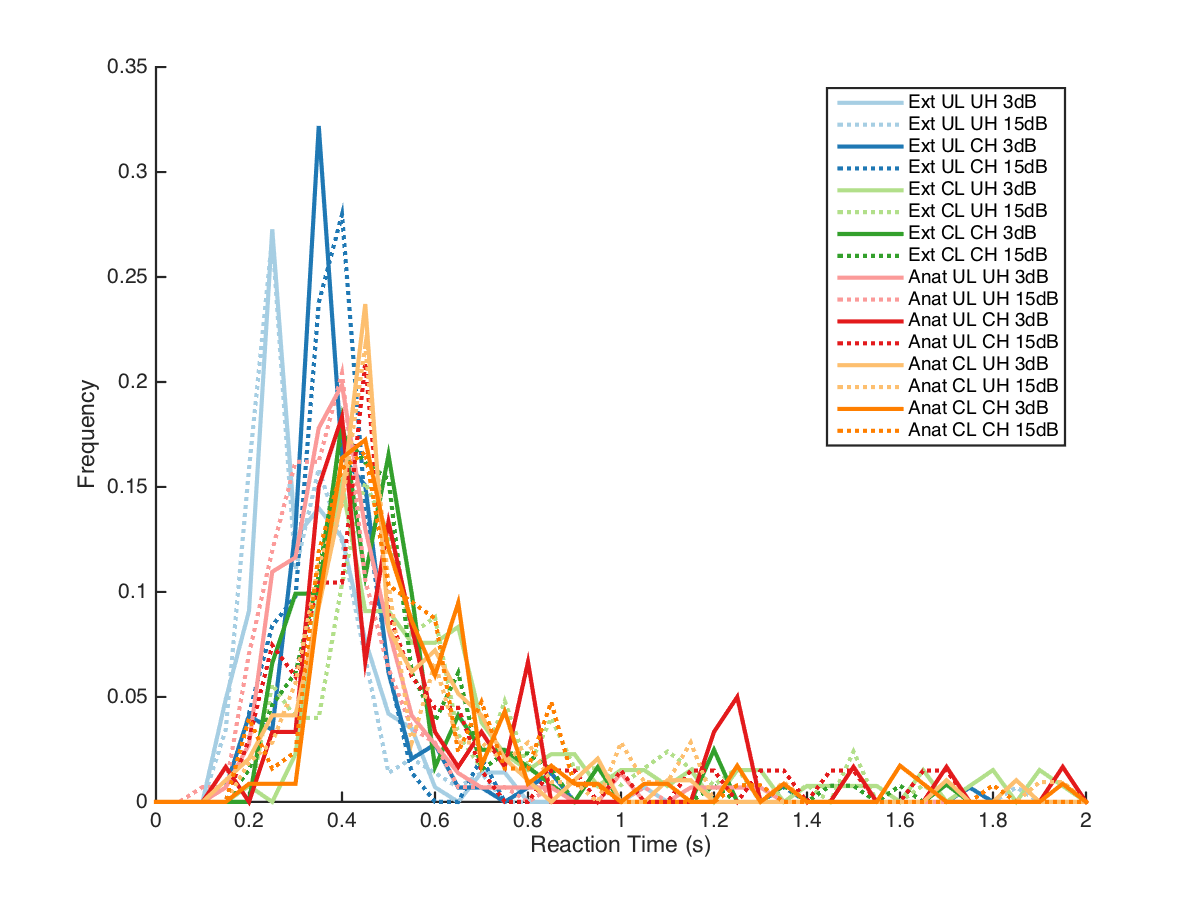 0.35
0.3
0.25
0.2
0.15
0.1
0.05
0
Frequency
0 0.2 0.4 0.6 0.8 1 1.2 1.4 1.6 1.8 2
Reaction Time (s)
Ext UL UH 3dB
Ext UL UH 15dB
Ext UL CH 3dB
Ext UL CH 15dB
Ext CL UH 3dB
Ext CL UH 15dB
Ext CL CH 3dB
Ext CL CH 15dB
Anat UL UH 3dB
Anat UL UH 15dB
Anat UL CH 3dB
Anat UL CH 15dB
Anat CL UH 3dB
Anat CL UH 15dB
Anat CL CH 3dB
Anat CL CH 15dB